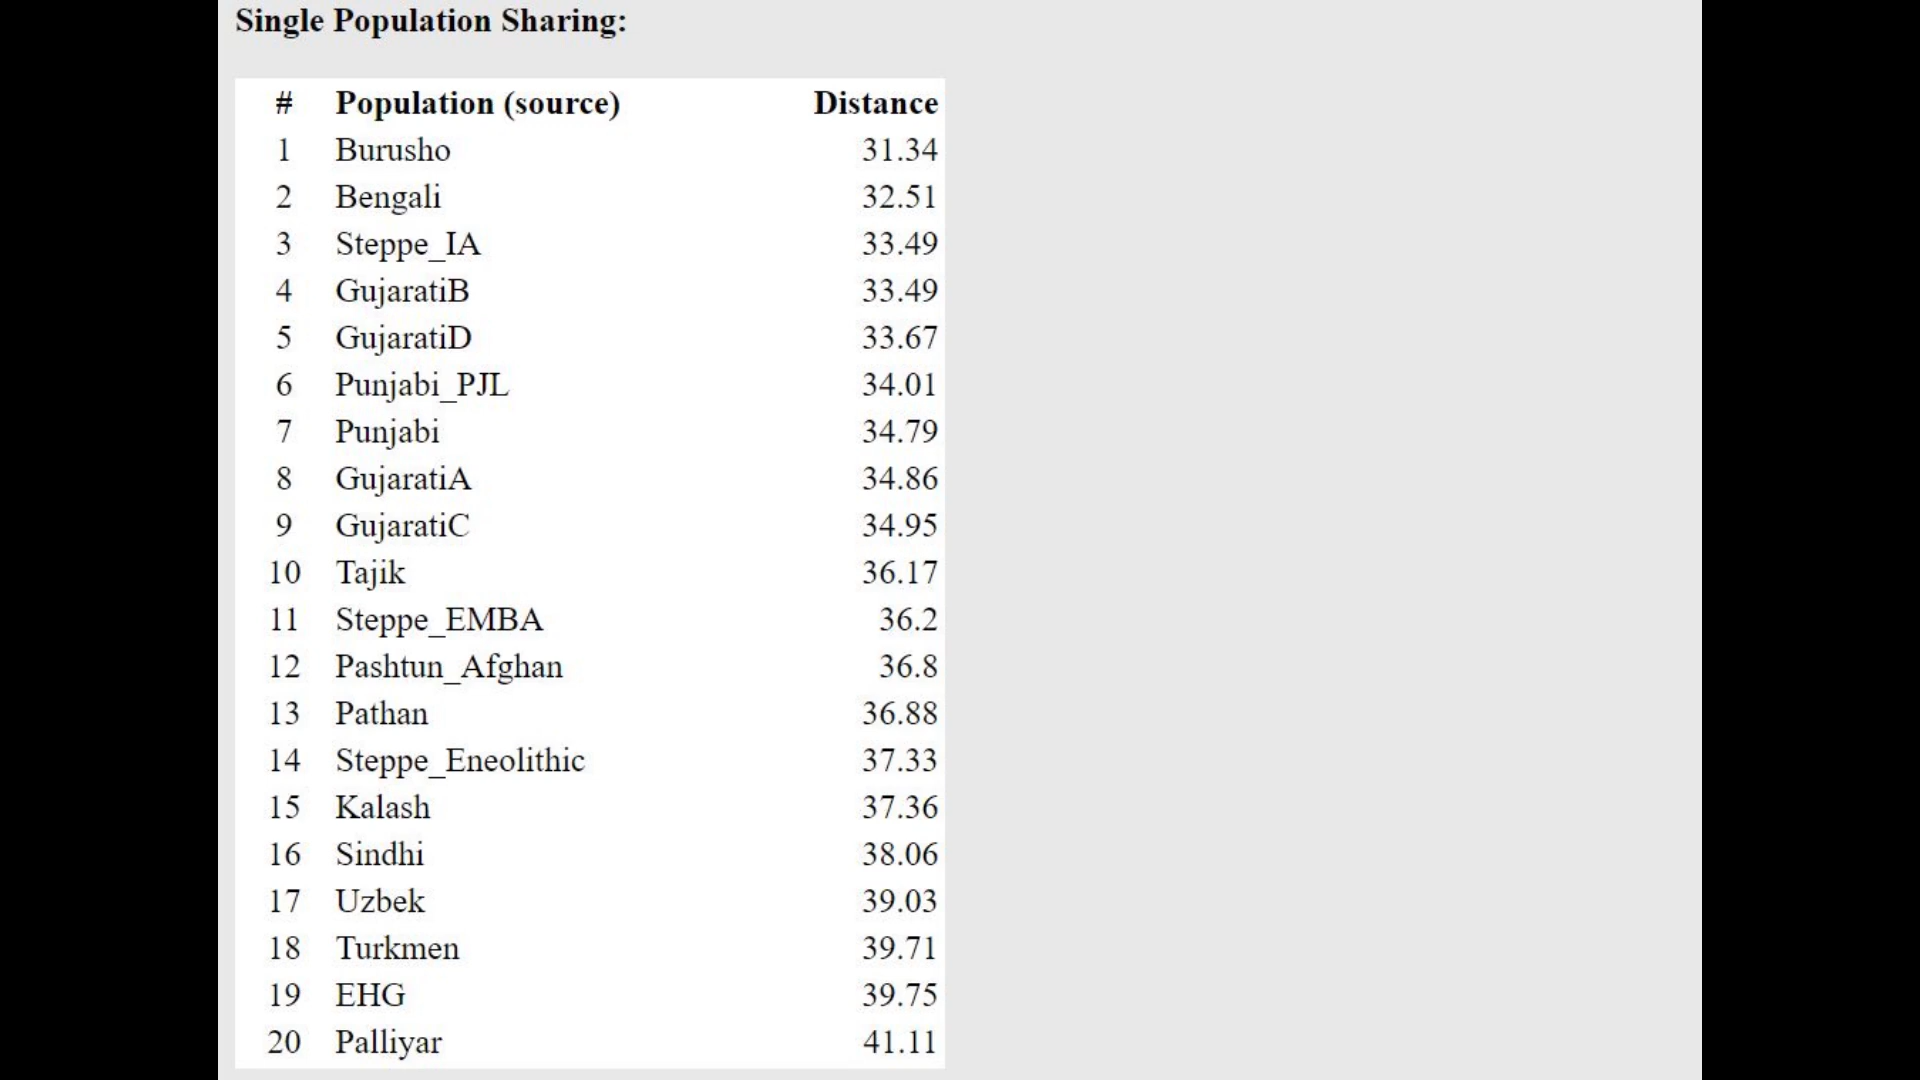 Single Population Sharing:
# Population (source) Distance
1 Burusho 31.34
2 Bengali 32.51
3 Steppe_IA 33.49
4 GujaratiB 33.49
5 GujaratiD 33.67
6 Punjabi_PJL 34.01
7 Punjabi 34.79
8 GujaratiA 34.86
9 GujaratiC 34.95
10 Tajik 36.17
11 Steppe_EMBA 36.2
12 Pashtun_Afghan 36.8
13 Pathan 36.88
14 Steppe_Eneolithic 37.33
15 Kalash 37.36
16 Sindhi 38.06
17 Uzbek 39.03
18 Turkmen 39.71
19 EHG 39.75
20 Palliyar 41.11